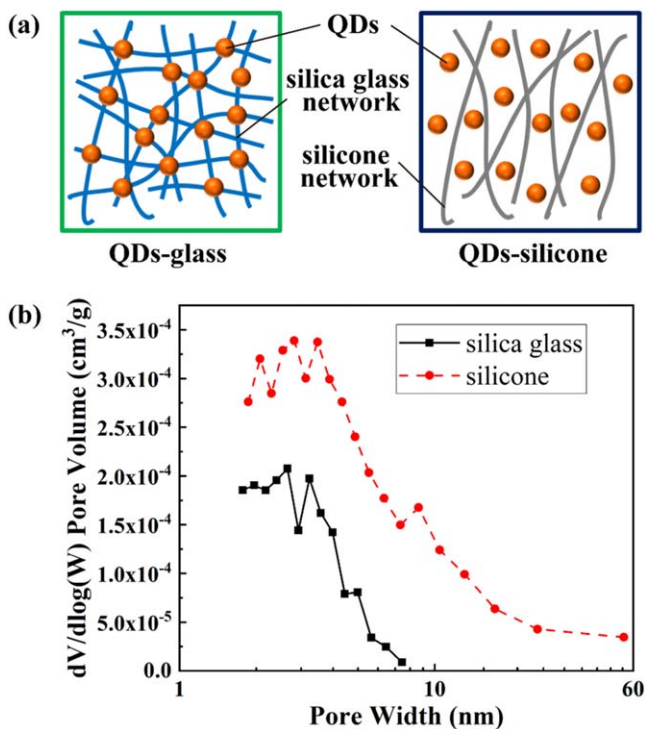 (a)
QDs
silica glass
network
silicone
network
QDs-glass
QDs-silicone
(b)
dV/dlog(W) Pore Volume (cm³/g)
3.5x10⁻⁴
3.0x10⁻⁴
2.5x10⁻⁴
2.0x10⁻⁴
1.5x10⁻⁴
1.0x10⁻⁴
5.0x10⁻⁵
0.0
silica glass
silicone
1
10
60
Pore Width (nm)